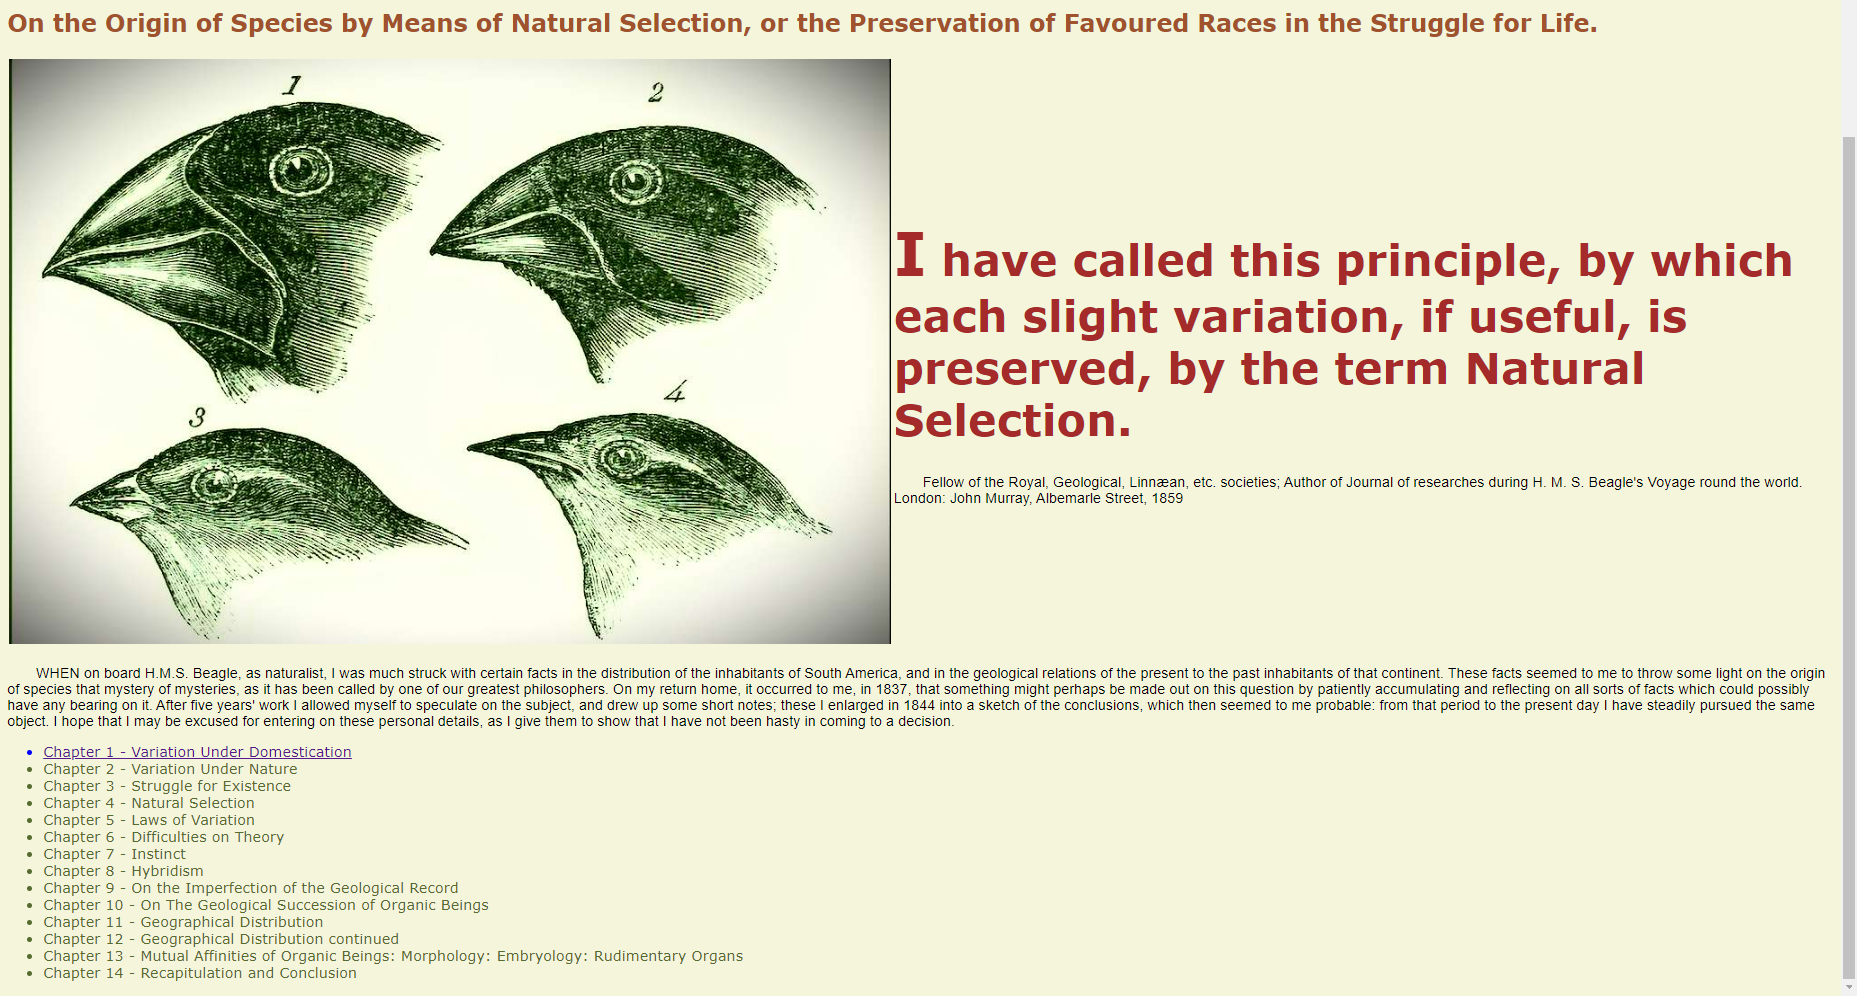 On the Origin of Species by Means of Natural Selection, or the Preservation of Favoured Races in the Struggle for Life.
1
2
3
4
I have called this principle, by which
each slight variation, if useful, is
preserved, by the term Natural
Selection.
Fellow of the Royal, Geological, Linnæan, etc. societies; Author of Journal of researches during H. M. S. Beagle's Voyage round the world.
London: John Murray, Albemarle Street, 1859
WHEN on board H.M.S. Beagle, as naturalist, I was much struck with certain facts in the distribution of the inhabitants of South America, and in the geological relations of the present to the past inhabitants of that continent. These facts seemed to me to throw some light on the origin
of species that mystery of mysteries, as it has been called by one of our greatest philosophers. On my return home, it occurred to me, in 1837, that something might perhaps be made out on this question by patiently accumulating and reflecting on all sorts of facts which could possibly
have any bearing on it. After five years' work I allowed myself to speculate on the subject, and drew up some short notes; these I enlarged in 1844 into a sketch of the conclusions, which then seemed to me probable: from that period to the present day I have steadily pursued the same
object. I hope that I may be excused for entering on these personal details, as I give them to show that I have not been hasty in coming to a decision.
Chapter 1 - Variation Under Domestication
Chapter 2 - Variation Under Nature
Chapter 3 - Struggle for Existence
Chapter 4 - Natural Selection
Chapter 5 - Laws of Variation
Chapter 6 - Difficulties on Theory
Chapter 7 - Instinct
Chapter 8 - Hybridism
Chapter 9 - On the Imperfection of the Geological Record
Chapter 10 - On The Geological Succession of Organic Beings
Chapter 11 - Geographical Distribution
Chapter 12 - Geographical Distribution continued
Chapter 13 - Mutual Affinities of Organic Beings: Morphology: Embryology: Rudimentary Organs
Chapter 14 - Recapitulation and Conclusion